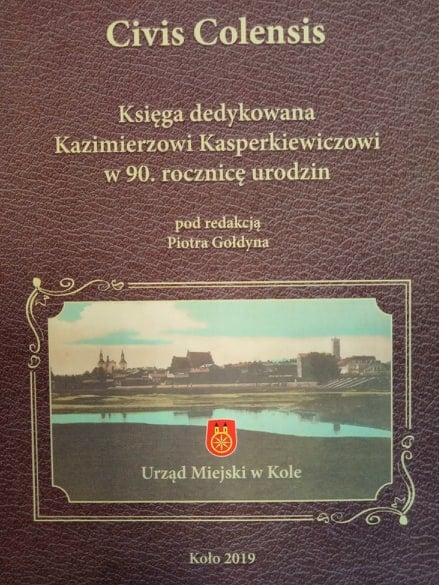 Civis Colensis
Księga dedykowana
Kazimierzowi Kasperkiewiczowi
w 90. rocznicę urodzin
pod redakcją
Piotra Gołdyna
Urząd Miejski w Kole
Koło 2019